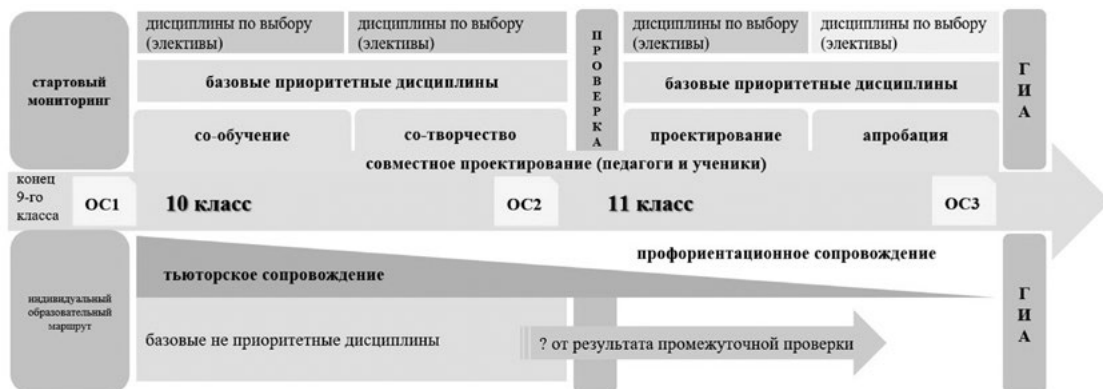 дисциплины по выбору
(элективы)
дисциплины по выбору
(элективы)
дисциплины по выбору
(элективы)
дисциплины по выбору
(элективы)
стартовый
мониторинг
базовые приоритетные дисциплины
ПРОВЕРКА
базовые приоритетные дисциплины
ГИА
со-обучение
со-творчество
проектирование
апробация
совместное проектирование (педагоги и ученики)
конец
9-го
класса
ОС1
10 класс
ОС2
11 класс
ОС3
индивидуальный
образовательный
маршрут
тьюторское сопровождение
профориентационное сопровождение
базовые не приоритетные дисциплины
? от результата промежуточной проверки
ГИА